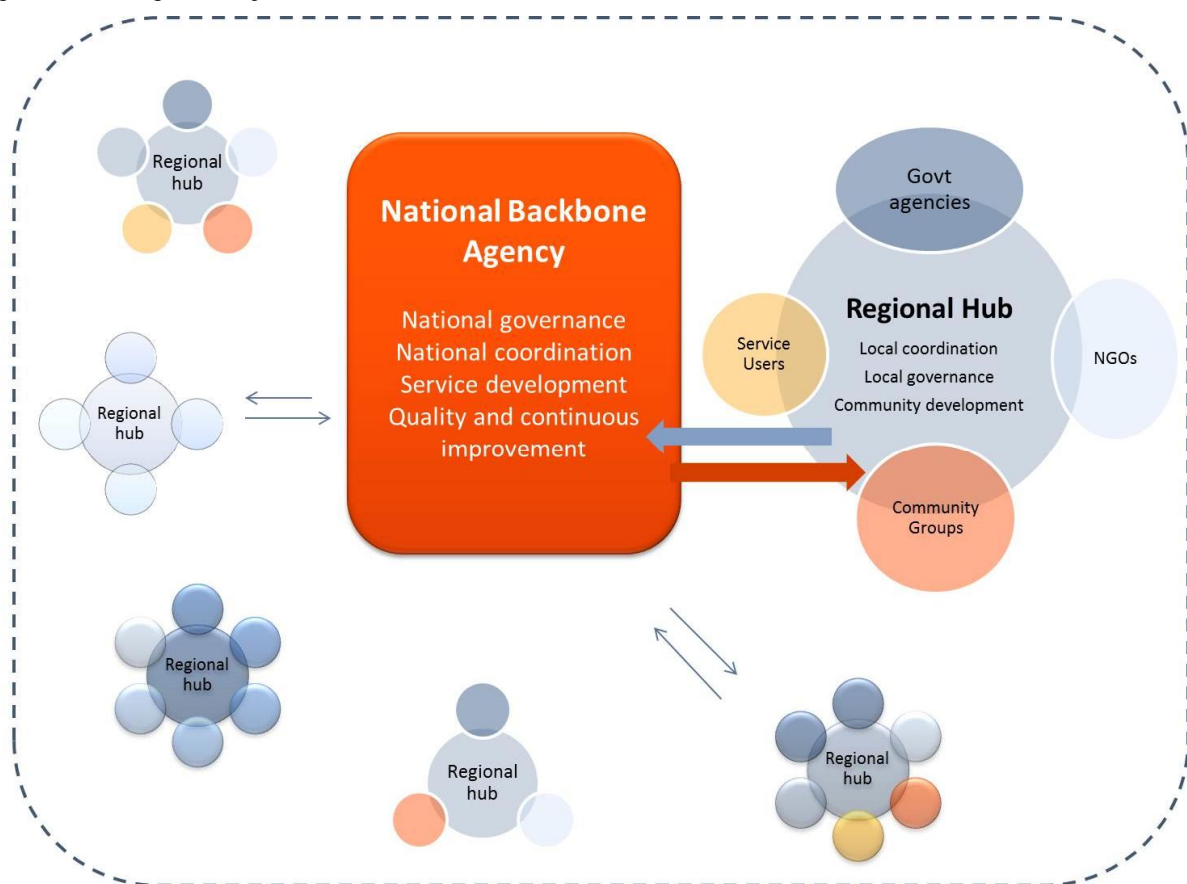 Regional
hub
National Backbone
Agency
National governance
National coordination
Service development
Quality and continuous
improvement
Govt
agencies
Regional Hub
Local coordination
Local governance
Community development
Service
Users
NGOs
Community
Groups
Regional
hub
Regional
hub
Regional
hub
Regional
hub